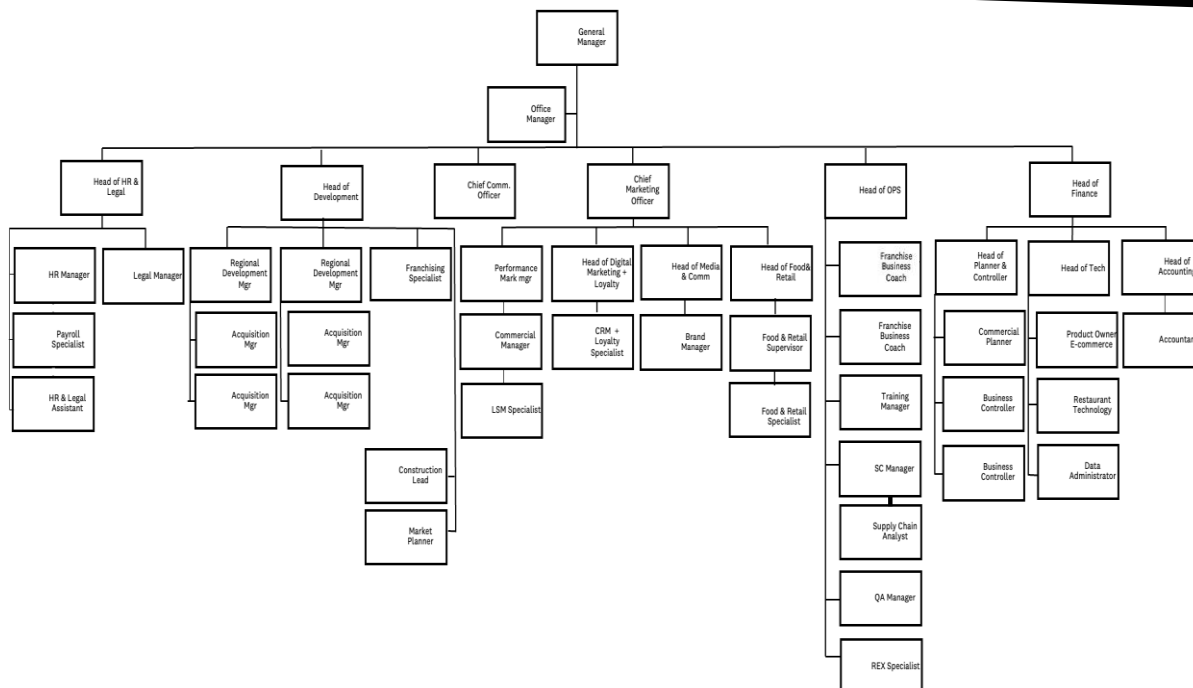 General
Manager
Office
Manager
Head of HR &
Legal
Head of
Development
Chief Comm.
Officer
Chief
Marketing
Officer
Head of OPS
Head of
Finance
HR Manager
Legal Manager
Regional
Development
Mgr
Regional
Development
Mgr
Franchising
Specialist
Performance
Mark mgr
Head of Digital
Marketing +
Loyalty
Head of Media
& Comm
Head of Food&
Retail
Franchise
Business
Coach
Head of
Planner &
Controller
Head of Tech
Head of
Accounting
Payroll
Specialist
Acquisition
Mgr
Acquisition
Mgr
Commercial
Manager
CRM +
Loyalty
Specialist
Brand
Manager
Food & Retail
Supervisor
Franchise
Business
Coach
Commercial
Planner
Product Owner
E-commerce
Accountant
HR & Legal
Assistant
Acquisition
Mgr
Acquisition
Mgr
LSM Specialist
Food & Retail
Specialist
Training
Manager
Business
Controller
Restaurant
Technology
Construction
Lead
SC Manager
Business
Controller
Data
Administrator
Market
Planner
Supply Chain
Analyst
QA Manager
REX Specialist